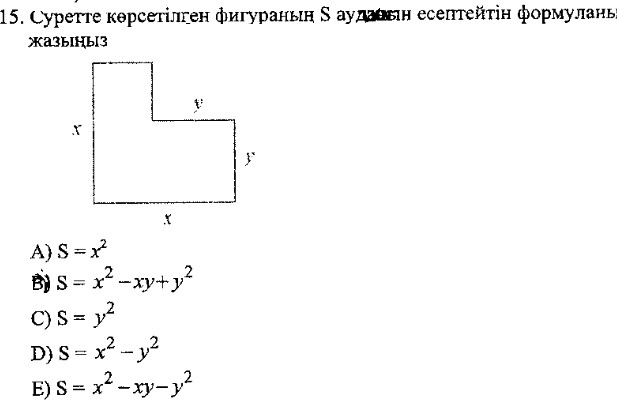 15. Суретте көрсетілген фигураның S ауданын есептейтін формуланы
жазыңыз
y
x
y
x
A) S = x²
B) S = x² – xy + y²
C) S = y²
D) S = x² – y²
E) S = x² – xy – y²